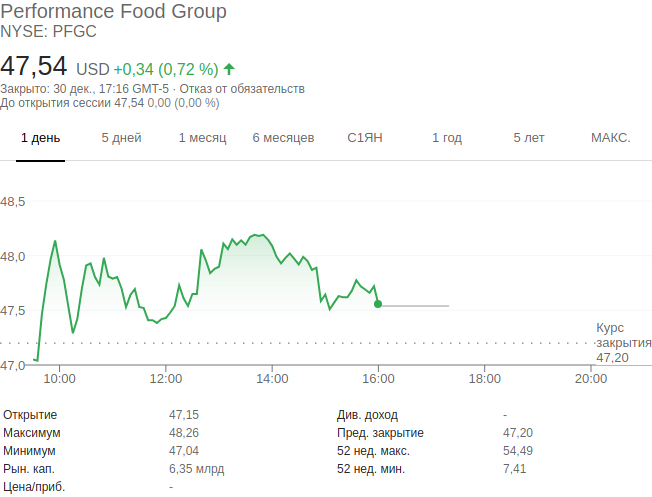 Performance Food Group
NYSE: PFGC
47,54 USD +0,34 (0,72 %)
Закрыто: 30 дек., 17:16 GMT-5 · Отказ от обязательств
До открытия сессии 47,54 0,00 (0,00 %)
1 день 5 дней 1 месяц 6 месяцев С1ЯН 1 год 5 лет МАКС.
48,5
48,0
47,5
Курс
закрытия
47,20
47,0
10:00 12:00 14:00 16:00 18:00 20:00
Открытие 47,15 Див. доход -
Максимум 48,26 Пред. закрытие 47,20
Минимум 47,04 52 нед. макс. 54,49
Рын. кап. 6,35 млрд 52 нед. мин. 7,41
Цена/приб. -